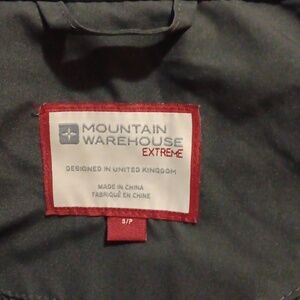 MOUNTAIN
WAREHOUSE
EXTREME
DESIGNED IN UNITED KINGDOM
MADE IN CHINA
FABRIQUÉ EN CHINE
S/P